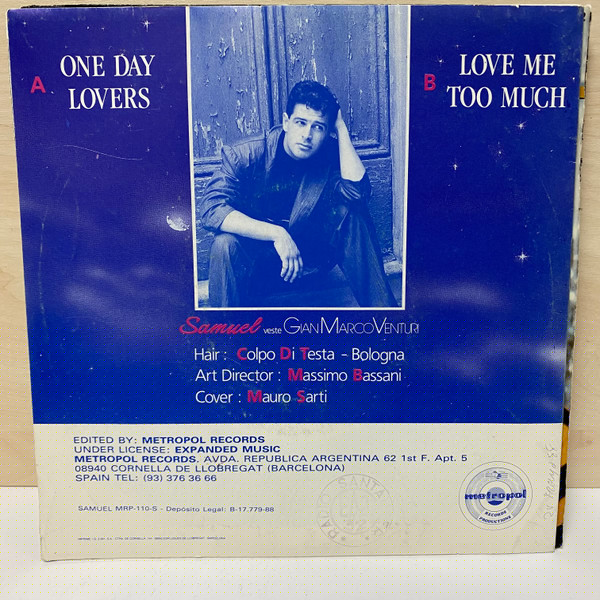 A
ONE DAY
LOVERS
B
LOVE ME
TOO MUCH
Samuel veste GIANMARCOVENTURI
Hair : Colpo Di Testa – Bologna
Art Director : Massimo Bassani
Cover : Mauro Sarti
EDITED BY: METROPOL RECORDS
UNDER LICENSE: EXPANDED MUSIC
METROPOL RECORDS, AVDA. REPUBLICA ARGENTINA 62 1st F. Apt. 5
08940 CORNELLA DE LLOBREGAT (BARCELONA)
SPAIN TEL: (93) 376 36 66
metropol
RECORDS
PRODUCTIONS
SAMUEL MRP-110-S - Depósito Legal: B-17.779-88